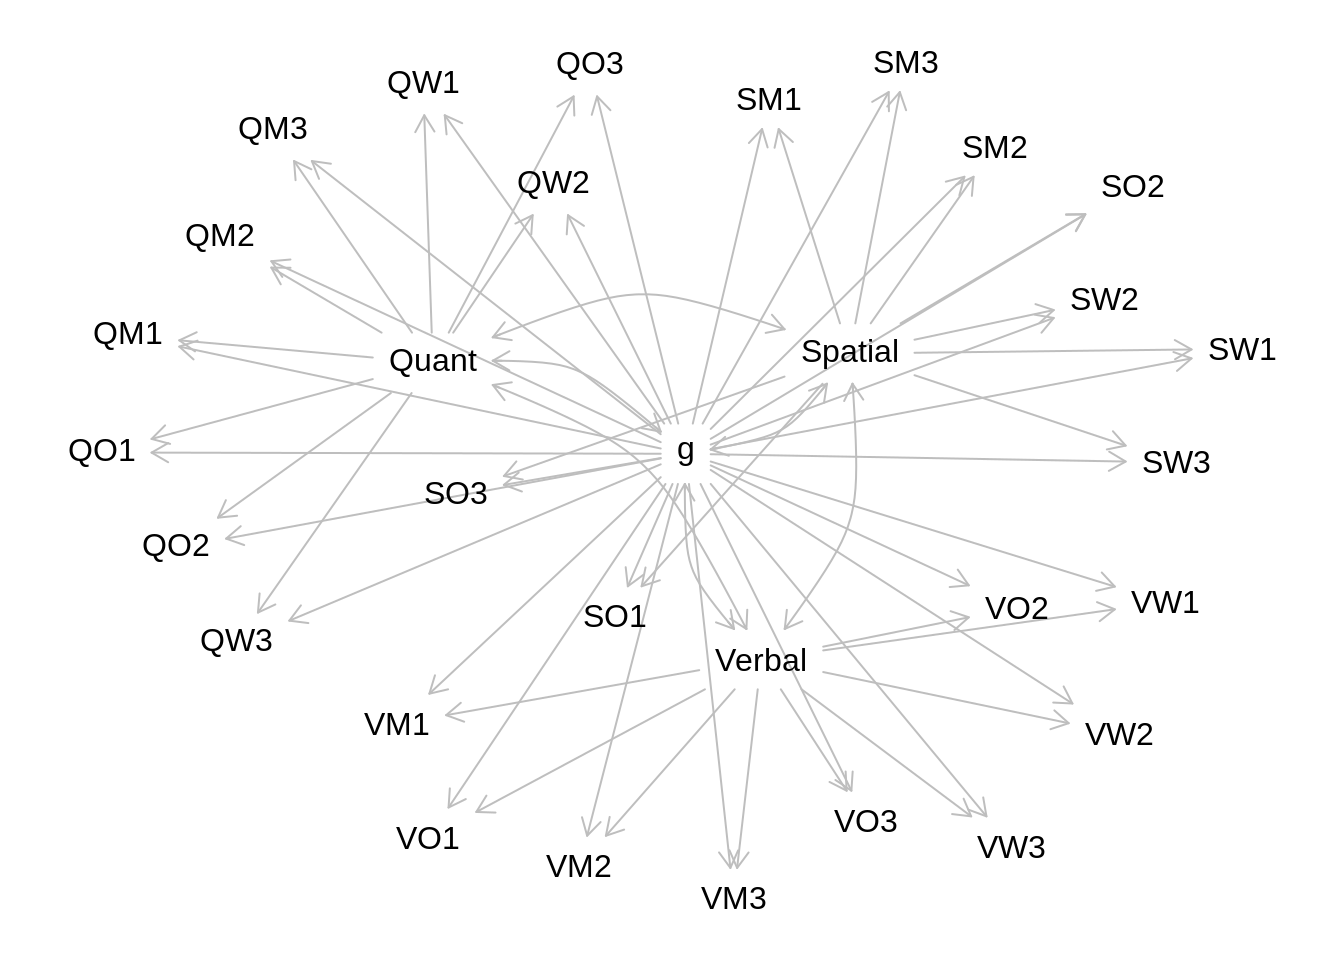 SM3
QO3
QW1
SM1
QM3
SM2
QW2
SO2
QM2
SW2
QM1
SW1
Spatial
Quant
g
QO1
SW3
SO3
QO2
VW1
VO2
SO1
QW3
Verbal
VM1
VW2
VO3
VO1
VW3
VM2
VM3